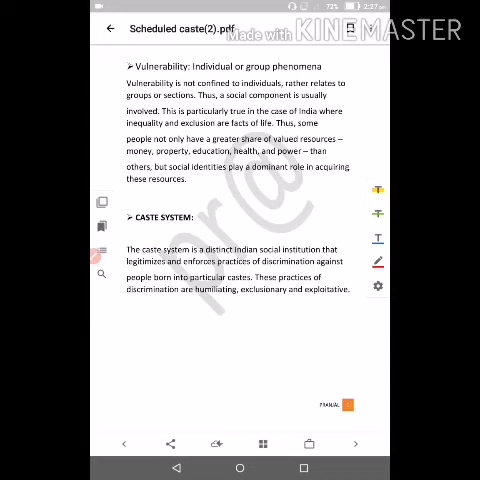 72% 2:27pm
Scheduled caste(2).pdf
Made with KINEMASTER
➢ Vulnerability: Individual or group phenomena
Vulnerability is not confined to individuals, rather relates to
groups or sections. Thus, a social component is usually
involved. This is particularly true in the case of India where
inequality and exclusion are facts of life. Thus, some
people not only have a greater share of valued resources –
money, property, education, health, and power – than
others, but social identities play a dominant role in acquiring
these resources.
➢ CASTE SYSTEM:
The caste system is a distinct Indian social institution that
legitimizes and enforces practices of discrimination against
people born into particular castes. These practices of
discrimination are humiliating, exclusionary and exploitative.
pr@
PRANJAL